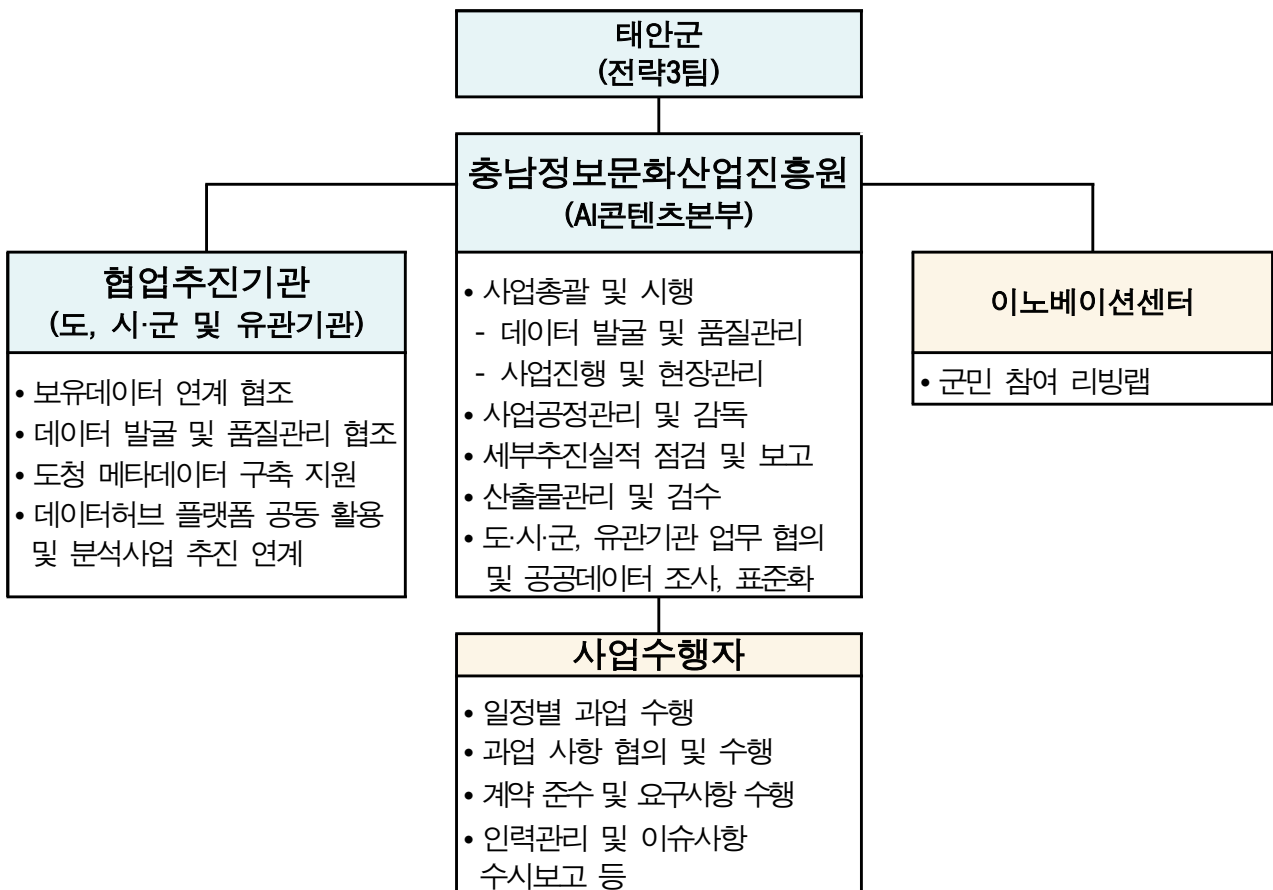 태안군
(전략3팀)
충남정보문화산업진흥원
(AI콘텐츠본부)
• 사업총괄 및 시행
- 데이터 발굴 및 품질관리
- 사업진행 및 현장관리
• 사업공정관리 및 감독
• 세부추진실적 점검 및 보고
• 산출물관리 및 검수
• 도·시·군, 유관기관 업무 협의
및 공공데이터 조사, 표준화
협업추진기관
(도, 시·군 및 유관기관)
• 보유데이터 연계 협조
• 데이터 발굴 및 품질관리 협조
• 도청 메타데이터 구축 지원
• 데이터허브 플랫폼 공동 활용
및 분석사업 추진 연계
이노베이션센터
• 군민 참여 리빙랩
사업수행자
• 일정별 과업 수행
• 과업 사항 협의 및 수행
• 계약 준수 및 요구사항 수행
• 인력관리 및 이슈사항
수시보고 등